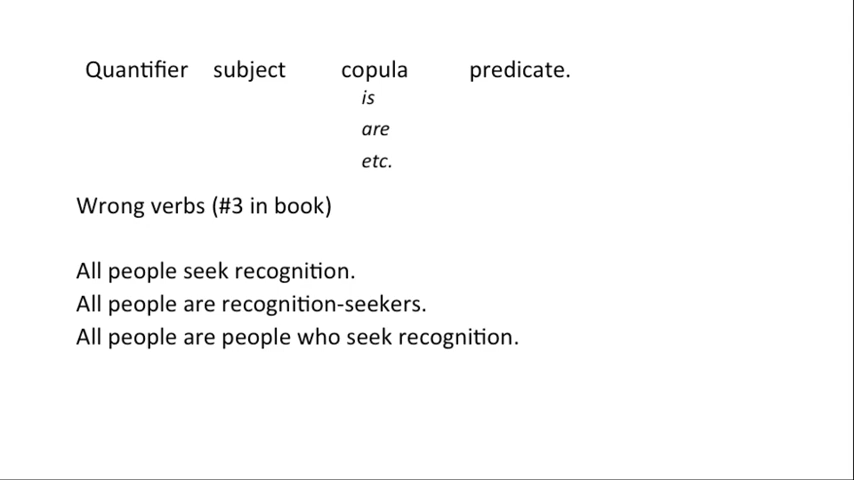 Quantifier subject copula predicate.
is
are
etc.
Wrong verbs (#3 in book)
All people seek recognition.
All people are recognition-seekers.
All people are people who seek recognition.